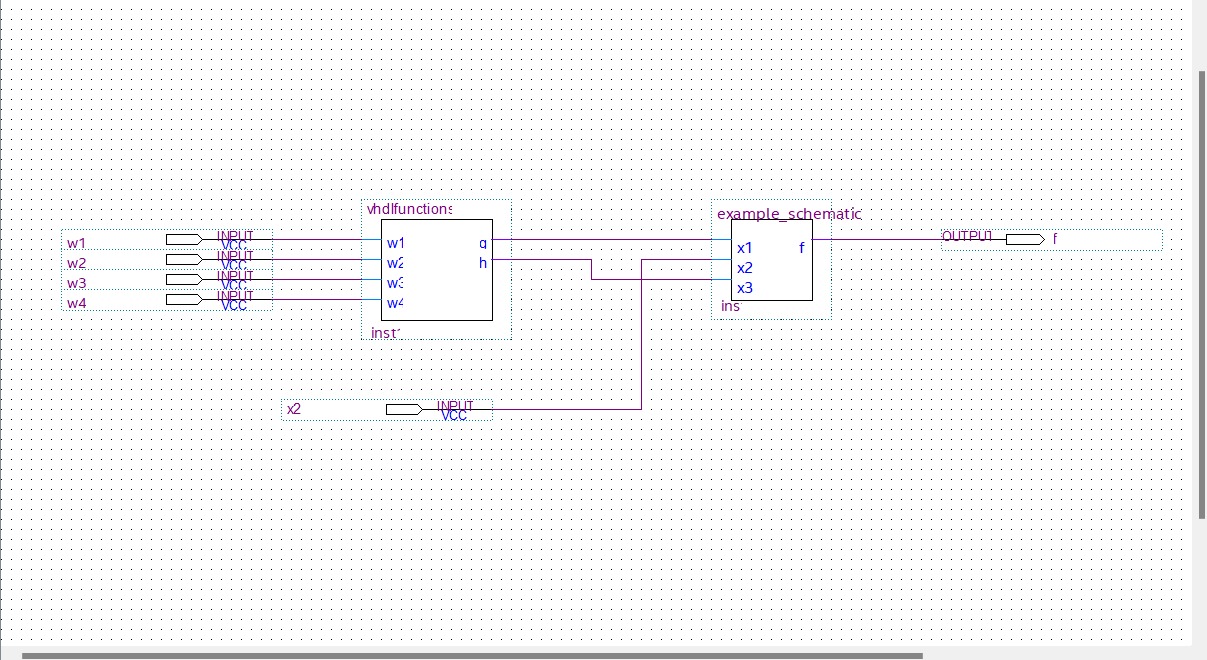 vhdlfunctions
example_schematic
w1 INPUT VCC
w2 INPUT VCC
w3 INPUT VCC
w4 INPUT VCC
w1 g
w2 h
w3
w4
inst
x1 f
x2
x3
ins
OUTPUT f
x2 INPUT VCC